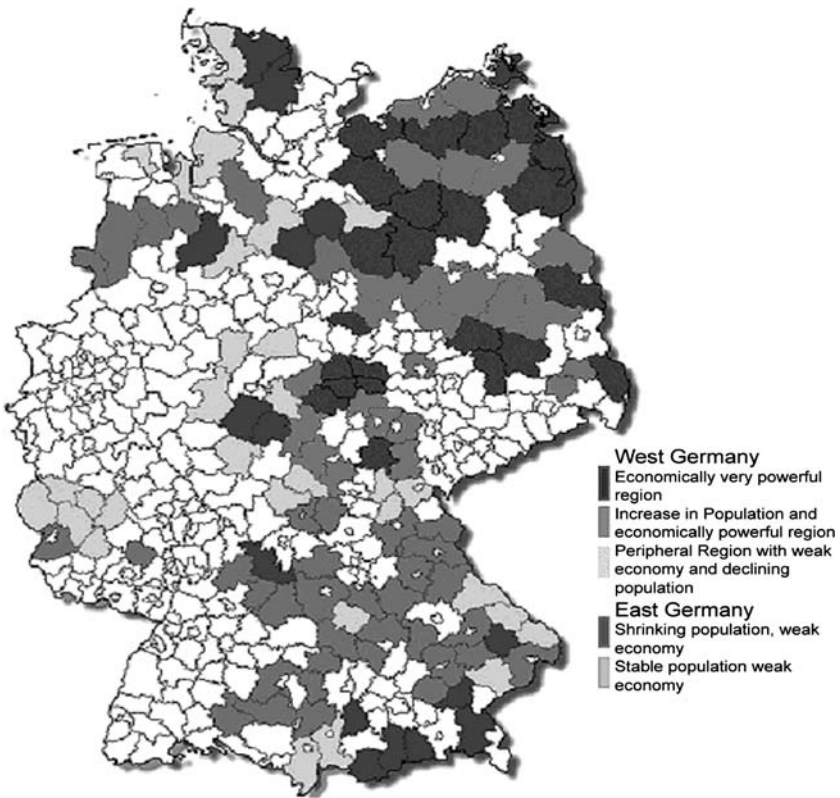 West Germany
Economically very powerful
region
Increase in Population and
economically powerful region
Peripheral Region with weak
economy and declining
population
East Germany
Shrinking population, weak
economy
Stable population weak
economy